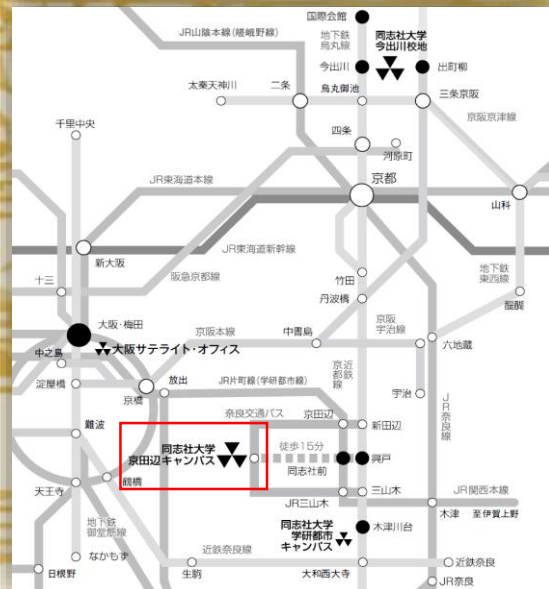 国際会館
JR山陰本線(嵯峨野線)
地下鉄
烏丸線
同志社大学
今出川校地
今出川
出町柳
太秦天神川
二条
烏丸御池
三条京阪
千里中央
四条
京阪京津線
河原町
JR東海道本線
京都
山科
JR東海道新幹線
新大阪
阪急京都線
地下鉄
東西線
十三
竹田
丹波橋
醍醐
大阪・梅田
京阪本線
中書島
京阪
宇治線
六地蔵
中之島
大阪サテライト・オフィス
近鉄
京都線
淀屋橋
京橋
放出
JR片町線(学研都市線)
宇治
JR奈良線
奈良交通バス
京田辺
新田辺
難波
同志社大学
京田辺キャンパス
徒歩15分
同志社前
興戸
鶴橋
天王寺
三山木
JR三山木
JR関西本線
木津
至伊賀上野
地下鉄
御堂筋線
同志社大学
学研都市
キャンパス
木津川台
なかもず
近鉄奈良線
近鉄奈良
日根野
生駒
大和西大寺
JR奈良